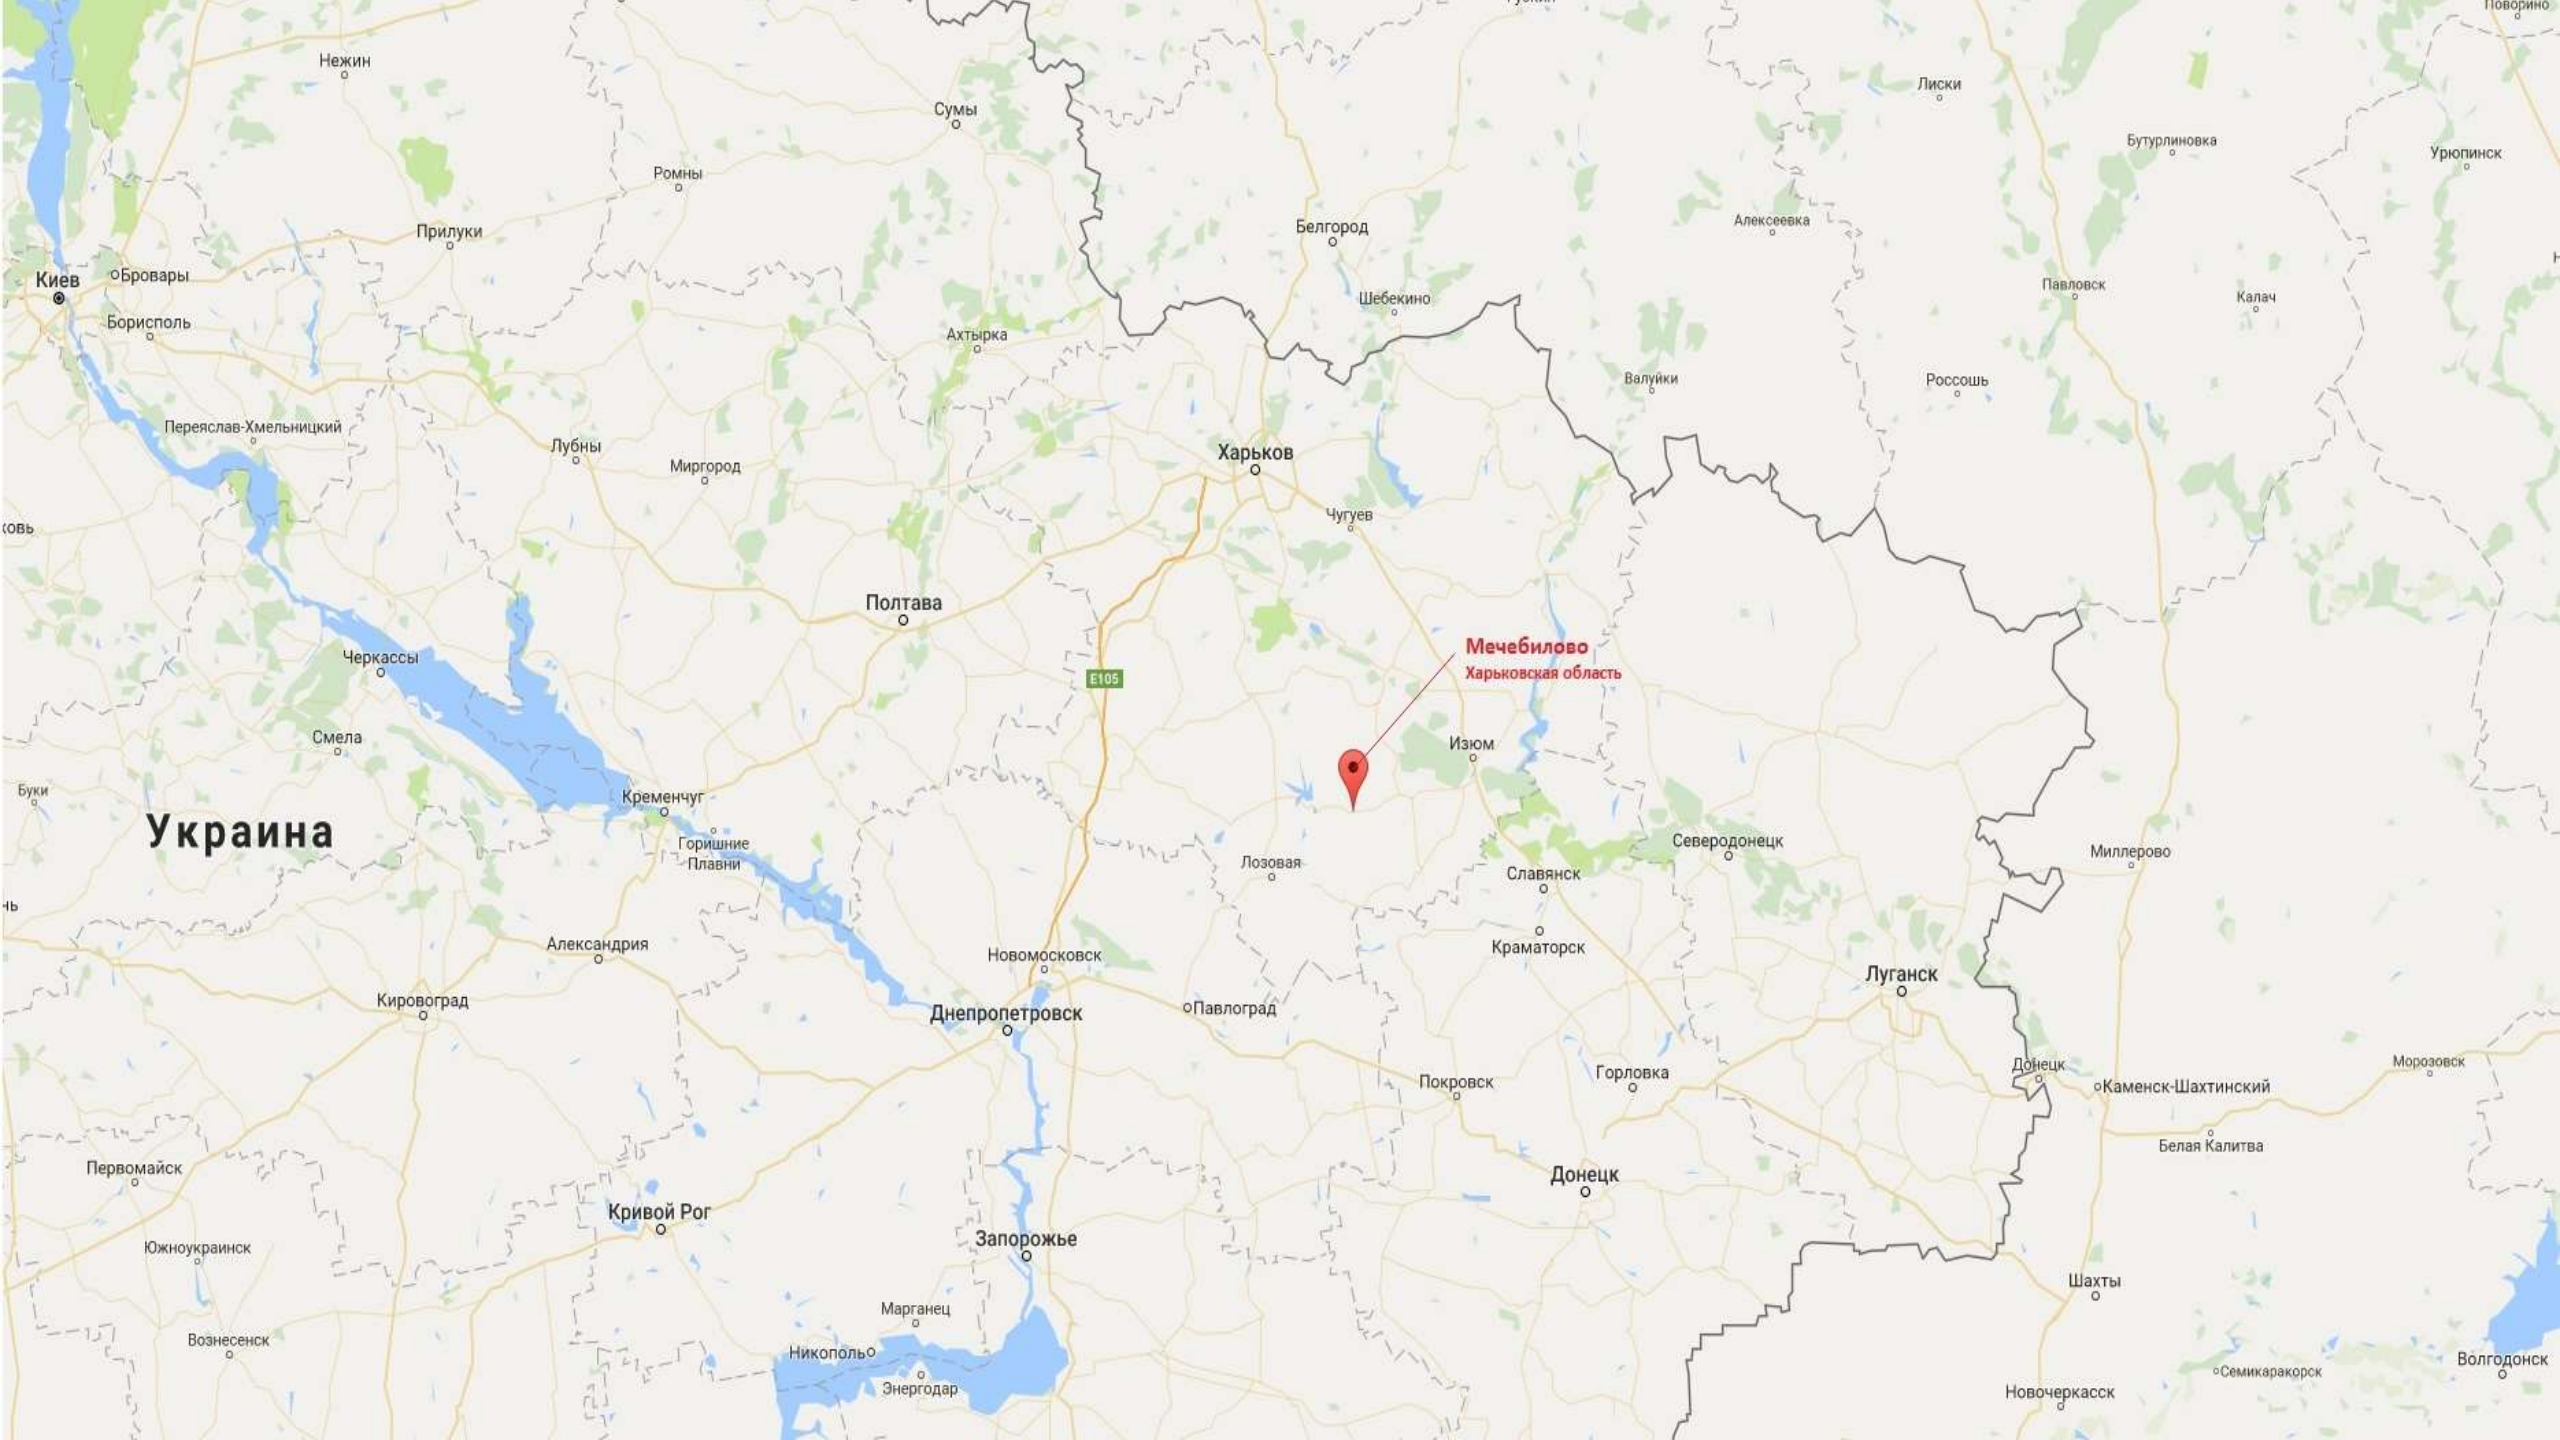 Нежин
Сумы
Лиски
Бутурлиновка
Урюпинск
Ромны
Прилуки
Белгород
Алексеевка
Киев
Бровары
Борисполь
Шебекино
Павловск
Калач
Ахтырка
Валуйки
Россошь
Переяслав-Хмельницкий
Лубны
Миргород
Харьков
Чугуев
Полтава
Мечебилово
Харьковская область
E105
Черкассы
Смела
Изюм
Буки
Кременчуг
Украина
Горишние
Плавни
Северодонецк
Миллерово
Лозовая
Славянск
Александрия
Новомосковск
Краматорск
Луганск
Кировоград
Днепропетровск
Павлоград
Покровск
Горловка
Донецк
Каменск-Шахтинский
Морозовск
Белая Калитва
Первомайск
Донецк
Кривой Рог
Запорожье
Южноукраинск
Шахты
Марганец
Вознесенск
Никополь
Энергодар
Волгодонск
Семикаракорск
Новочеркасск